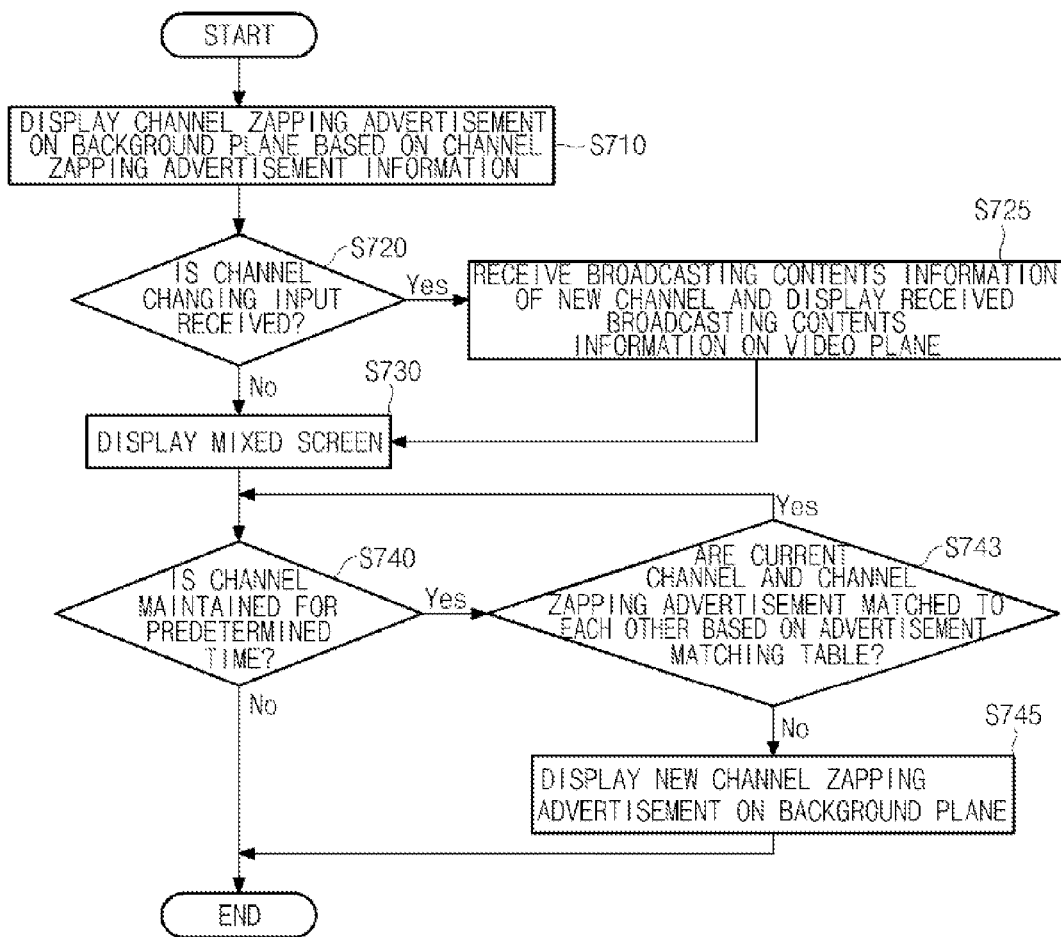 START
DISPLAY CHANNEL ZAPPING ADVERTISEMENT
ON BACKGROUND PLANE BASED ON CHANNEL
ZAPPING ADVERTISEMENT INFORMATION
S710
S720
IS CHANNEL
CHANGING INPUT
RECEIVED?
Yes
No
S725
RECEIVE BROADCASTING CONTENTS INFORMATION
OF NEW CHANNEL AND DISPLAY RECEIVED
BROADCASTING CONTENTS
INFORMATION ON VIDEO PLANE
S730
DISPLAY MIXED SCREEN
S740
IS CHANNEL
MAINTAINED FOR
PREDETERMINED
TIME?
Yes
No
Yes
S743
ARE CURRENT
CHANNEL AND CHANNEL
ZAPPING ADVERTISEMENT MATCHED TO
EACH OTHER BASED ON ADVERTISEMENT
MATCHING TABLE?
No
S745
DISPLAY NEW CHANNEL ZAPPING
ADVERTISEMENT ON BACKGROUND PLANE
END